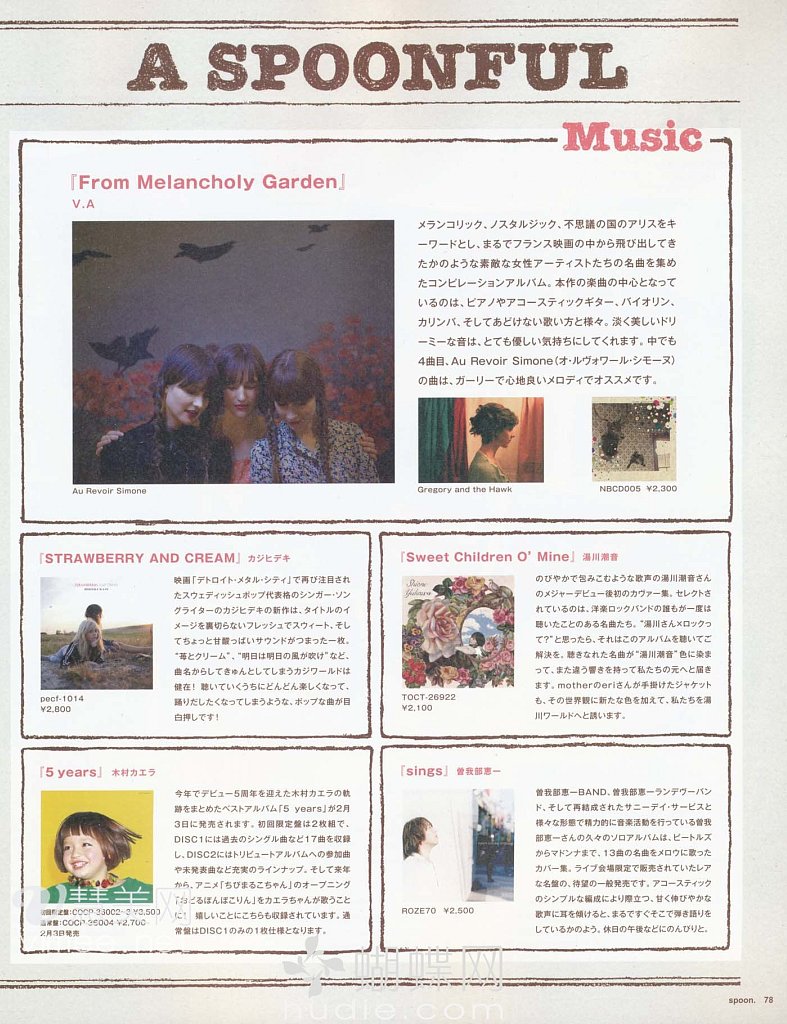 A SPOONFUL
Music
『From Melancholy Garden』
V.A
メランコリック、ノスタルジック、不思議の国のアリスをキ
ーワードとし、まるでフランス映画の中から飛び出してき
たかのような素敵な女性アーティストたちの名曲を集め
たコンピレーションアルバム。本作の楽曲の中心となって
いるのは、ピアノやアコースティックギター、バイオリン、
カリンバ、そしてあどけない歌い方と様々。淡く美しいドリ
ーミーな音は、とても優しい気持ちにしてくれます。中でも
4曲目、Au Revoir Simone（オ・ルヴォワール・シモーヌ）
の曲は、ガーリーで心地良いメロディでオススメです。
Au Revoir Simone
Gregory and the Hawk
NBCD005 ¥2,300
『STRAWBERRY AND CREAM』 カジヒデキ
映画「デトロイト・メタル・シティ」で再び注目され
たスウェディッシュポップ代表格のシンガー・ソン
グライターのカジヒデキの新作は、タイトルのイ
メージを裏切らないフレッシュでスウィート、そし
てちょっと甘酸っぱいサウンドがつまった一枚。
“苺とクリーム”、“明日は明日の風が吹け”など、
曲名からしてきゅんとしてしまうカジワールドは
健在！ 聴いていくうちにどんどん楽しくなって、
踊りだしたくなってしまうような、ポップな曲が目
白押しです！
pecf-1014
¥2,800
『Sweet Children O' Mine』 湯川潮音
Shione
Yukawa
のびやかで包みこむような歌声の湯川潮音さん
のメジャーデビュー後初のカヴァー集。セレクトさ
れているのは、洋楽ロックバンドの誰もが一度は
聴いたことのある名曲たち。“湯川さん×ロックっ
て?”と思ったら、それはこのアルバムを聴いてご
解決を。聴きなれた名曲が“湯川潮音”色に染ま
って、また違う響きを持って私たちの元へと届き
ます。motherのeriさんが手掛けたジャケット
も、その世界観に新たな色を加えて、私たちを湯
川ワールドへと誘います。
TOCT-26922
¥2,100
『5 years』 木村カエラ
今年でデビュー5周年を迎えた木村カエラの軌
跡をまとめたベストアルバム「5 years」が2月
3日に発売されます。初回限定盤は2枚組で、
DISC1には過去のシングル曲など17曲を収録
し、DISC2にはトリビュートアルバムへの参加曲
や未発表曲など充実のラインナップ。そして来年
から、アニメ「ちびまるこちゃん」のオープニング
「おどるポンポコリン」をカエラちゃんが歌うこと
に！ 嬉しいことにこちらも収録されています。通
常盤はDISC1のみの1枚仕様となります。
初回限定盤：COCP-36002~3 ¥3,500
通常盤：COCP-36004 ¥2,700
2月3日発売
『sings』 曽我部恵一
曽我部恵一BAND、曽我部恵一ランデヴーバン
ド、そして再結成されたサニーデイ・サービスと
様々な形態で精力的に音楽活動を行っている曽我
部恵一さんの久々のソロアルバムは、ビートルズ
からマドンナまで、13曲の名曲をメロウに歌った
カバー集。ライブ会場限定で販売されていたレア
な名盤の、待望の一般発売です。アコースティック
のシンプルな編成により際立つ、甘く伸びやかな
歌声に耳を傾けると、まるですぐそこで弾き語りを
しているかのよう。休日の午後などにのんびりと。
ROZE70 ¥2,500
蝴蝶网
hudie.com
spoon. 78